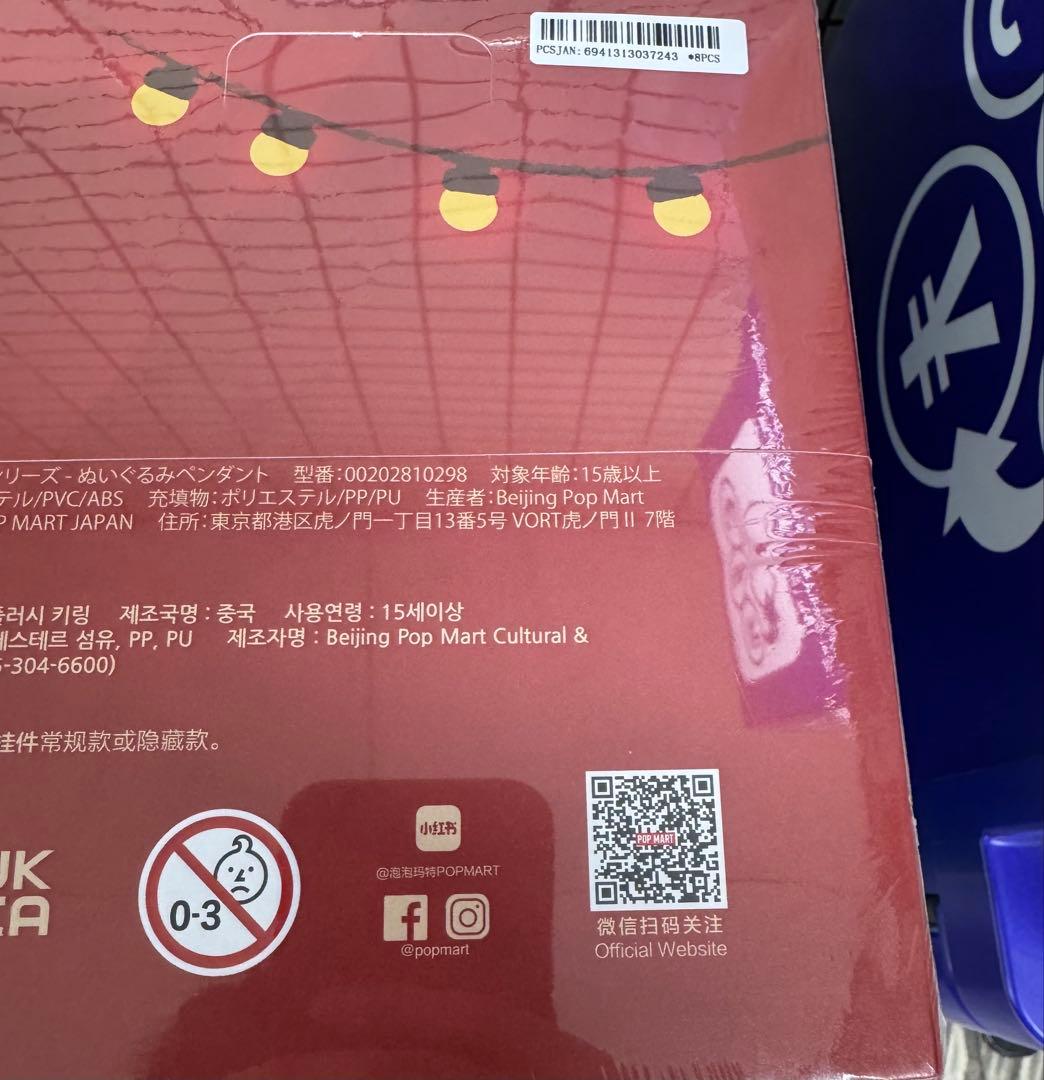 PCSJAN: 6941313037243 *8PCS
リーズ - ぬいぐるみペンダント 型番:00202810298 対象年齢:15歳以上
テル/PVC/ABS 充填物:ポリエステル/PP/PU 生産者:Beijing Pop Mart
P MART JAPAN 住所:東京都港区虎ノ門一丁目13番5号 VORT虎ノ門II 7階
러시 키링 제조국명 : 중국 사용연령 : 15세이상
에스테르 섬유, PP, PU 제조자명 : Beijing Pop Mart Cultural &
-304-6600)
挂件常规款或隐藏款。
UK
CA
0-3
小红书
@泡泡玛特POPMART
@popmart
POP MART
微信扫码关注
Official Website
¥